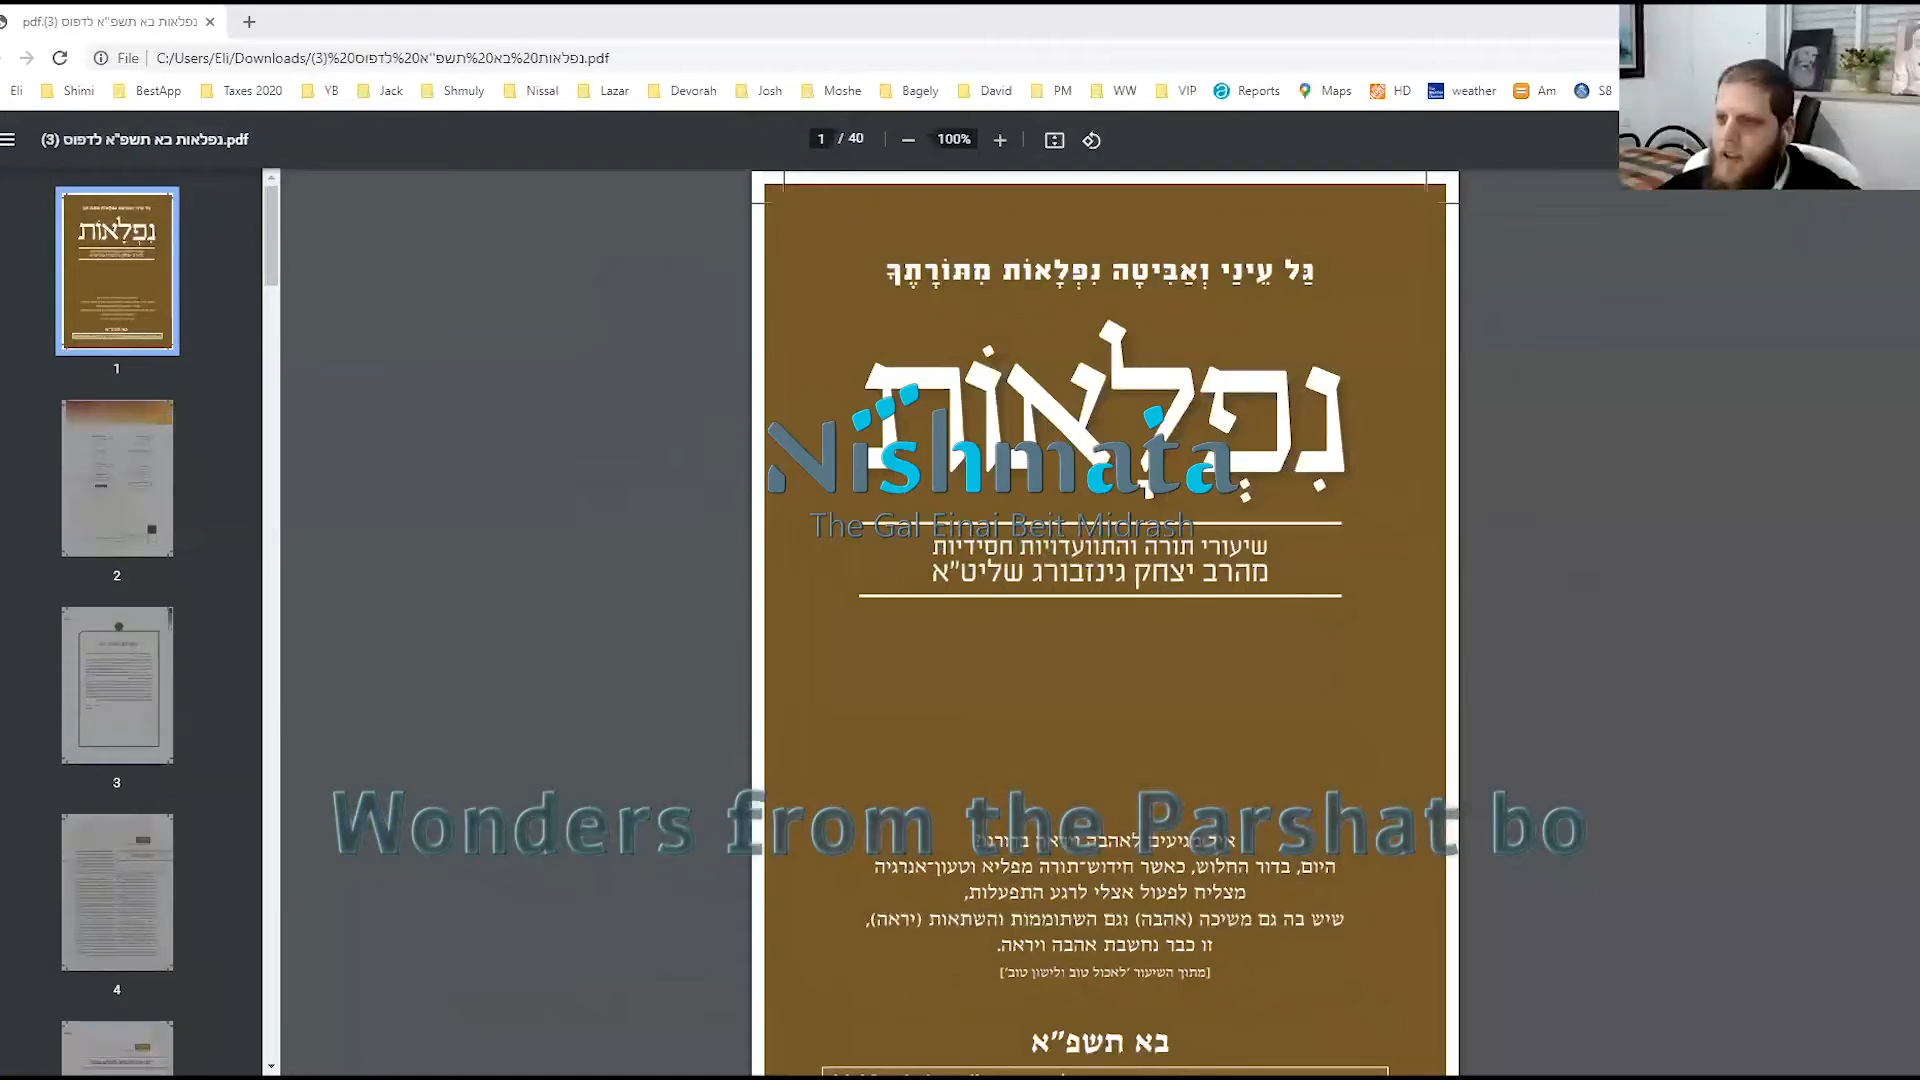 נפלאות בא תשפ"א לדפוס (3).pdf
File
C:/Users/Eli/Downloads/(3)%20נפלאות%20בא%20תשפ''א%20לדפוס.pdf
Eli Shimi BestApp Taxes 2020 YB Jack Shmuly Nissal Lazar Devorah Josh Moshe Bagely David PM WW VIP Reports Maps HD weather Am S8
נפלאות בא תשפ"א לדפוס (3).pdf
1 / 40
100%
גַּל עֵינַי וְאַבִּיטָה נִפְלָאוֹת מִתּוֹרָתֶךָ
נִפְלָאוֹת
Nishmata
The Gal Einai Beit Midrash
שיעורי תורה והתוועדויות חסידיות
מהרב יצחק גינזבורג שליט"א
Wonders from the Parshat bo
היום, בדור החלוש, כאשר חידוש־תורה מפליא וטעון־אנרגיה
מצליח לפעול אצלי לרגע התפעלות,
שיש בה גם משיכה (אהבה) וגם השתוממות והשתאות (יראה),
זו כבר נחשבת אהבה ויראה.
[מתוך השיעור 'לאכול טוב ולישון טוב']
בא תשפ"א
נפלאות
1
2
3
4